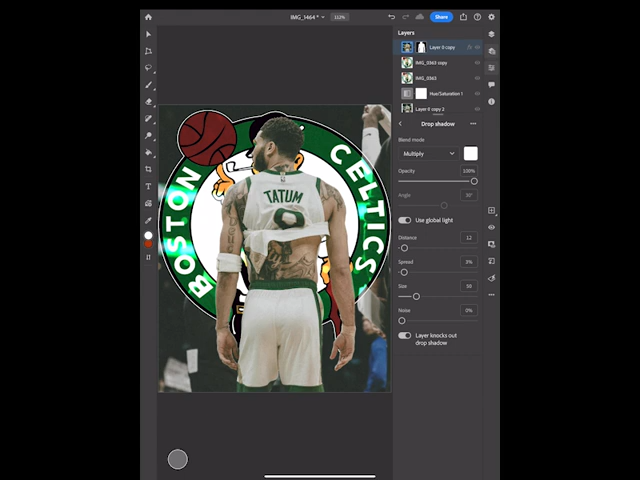 IMG_1464 *
112%
Share
Layers
Layer 0 copy
IMG_0363 copy
IMG_0363
Hue/Saturation 1
Layer 0 copy 2
Drop shadow
Blend mode
Multiply
Opacity
100%
Angle
30°
Use global light
Distance
12
Spread
3%
Size
59
Noise
0%
Layer knocks out
drop shadow
BOSTON
CELTICS
TATUM